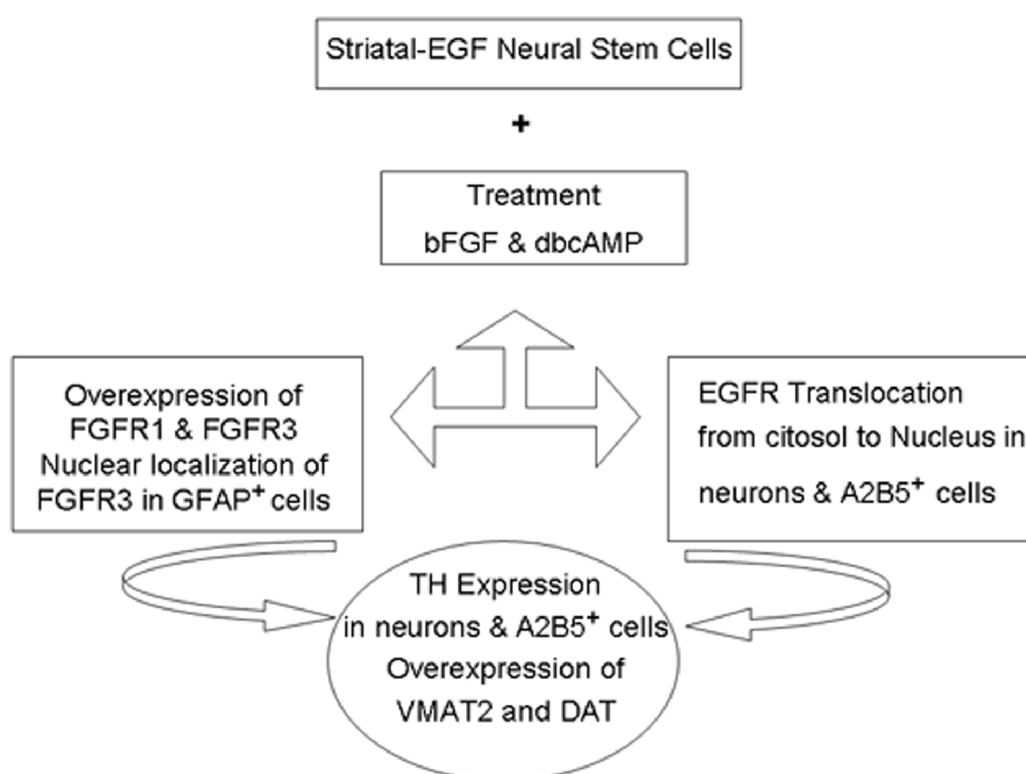 Striatal-EGF Neural Stem Cells
+
Treatment
bFGF & dbcAMP
Overexpression of
FGFR1 & FGFR3
Nuclear localization of
FGFR3 in GFAP⁺ cells
EGFR Translocation
from citosol to Nucleus in
neurons & A2B5⁺ cells
TH Expression
in neurons & A2B5⁺ cells
Overexpression of
VMAT2 and DAT